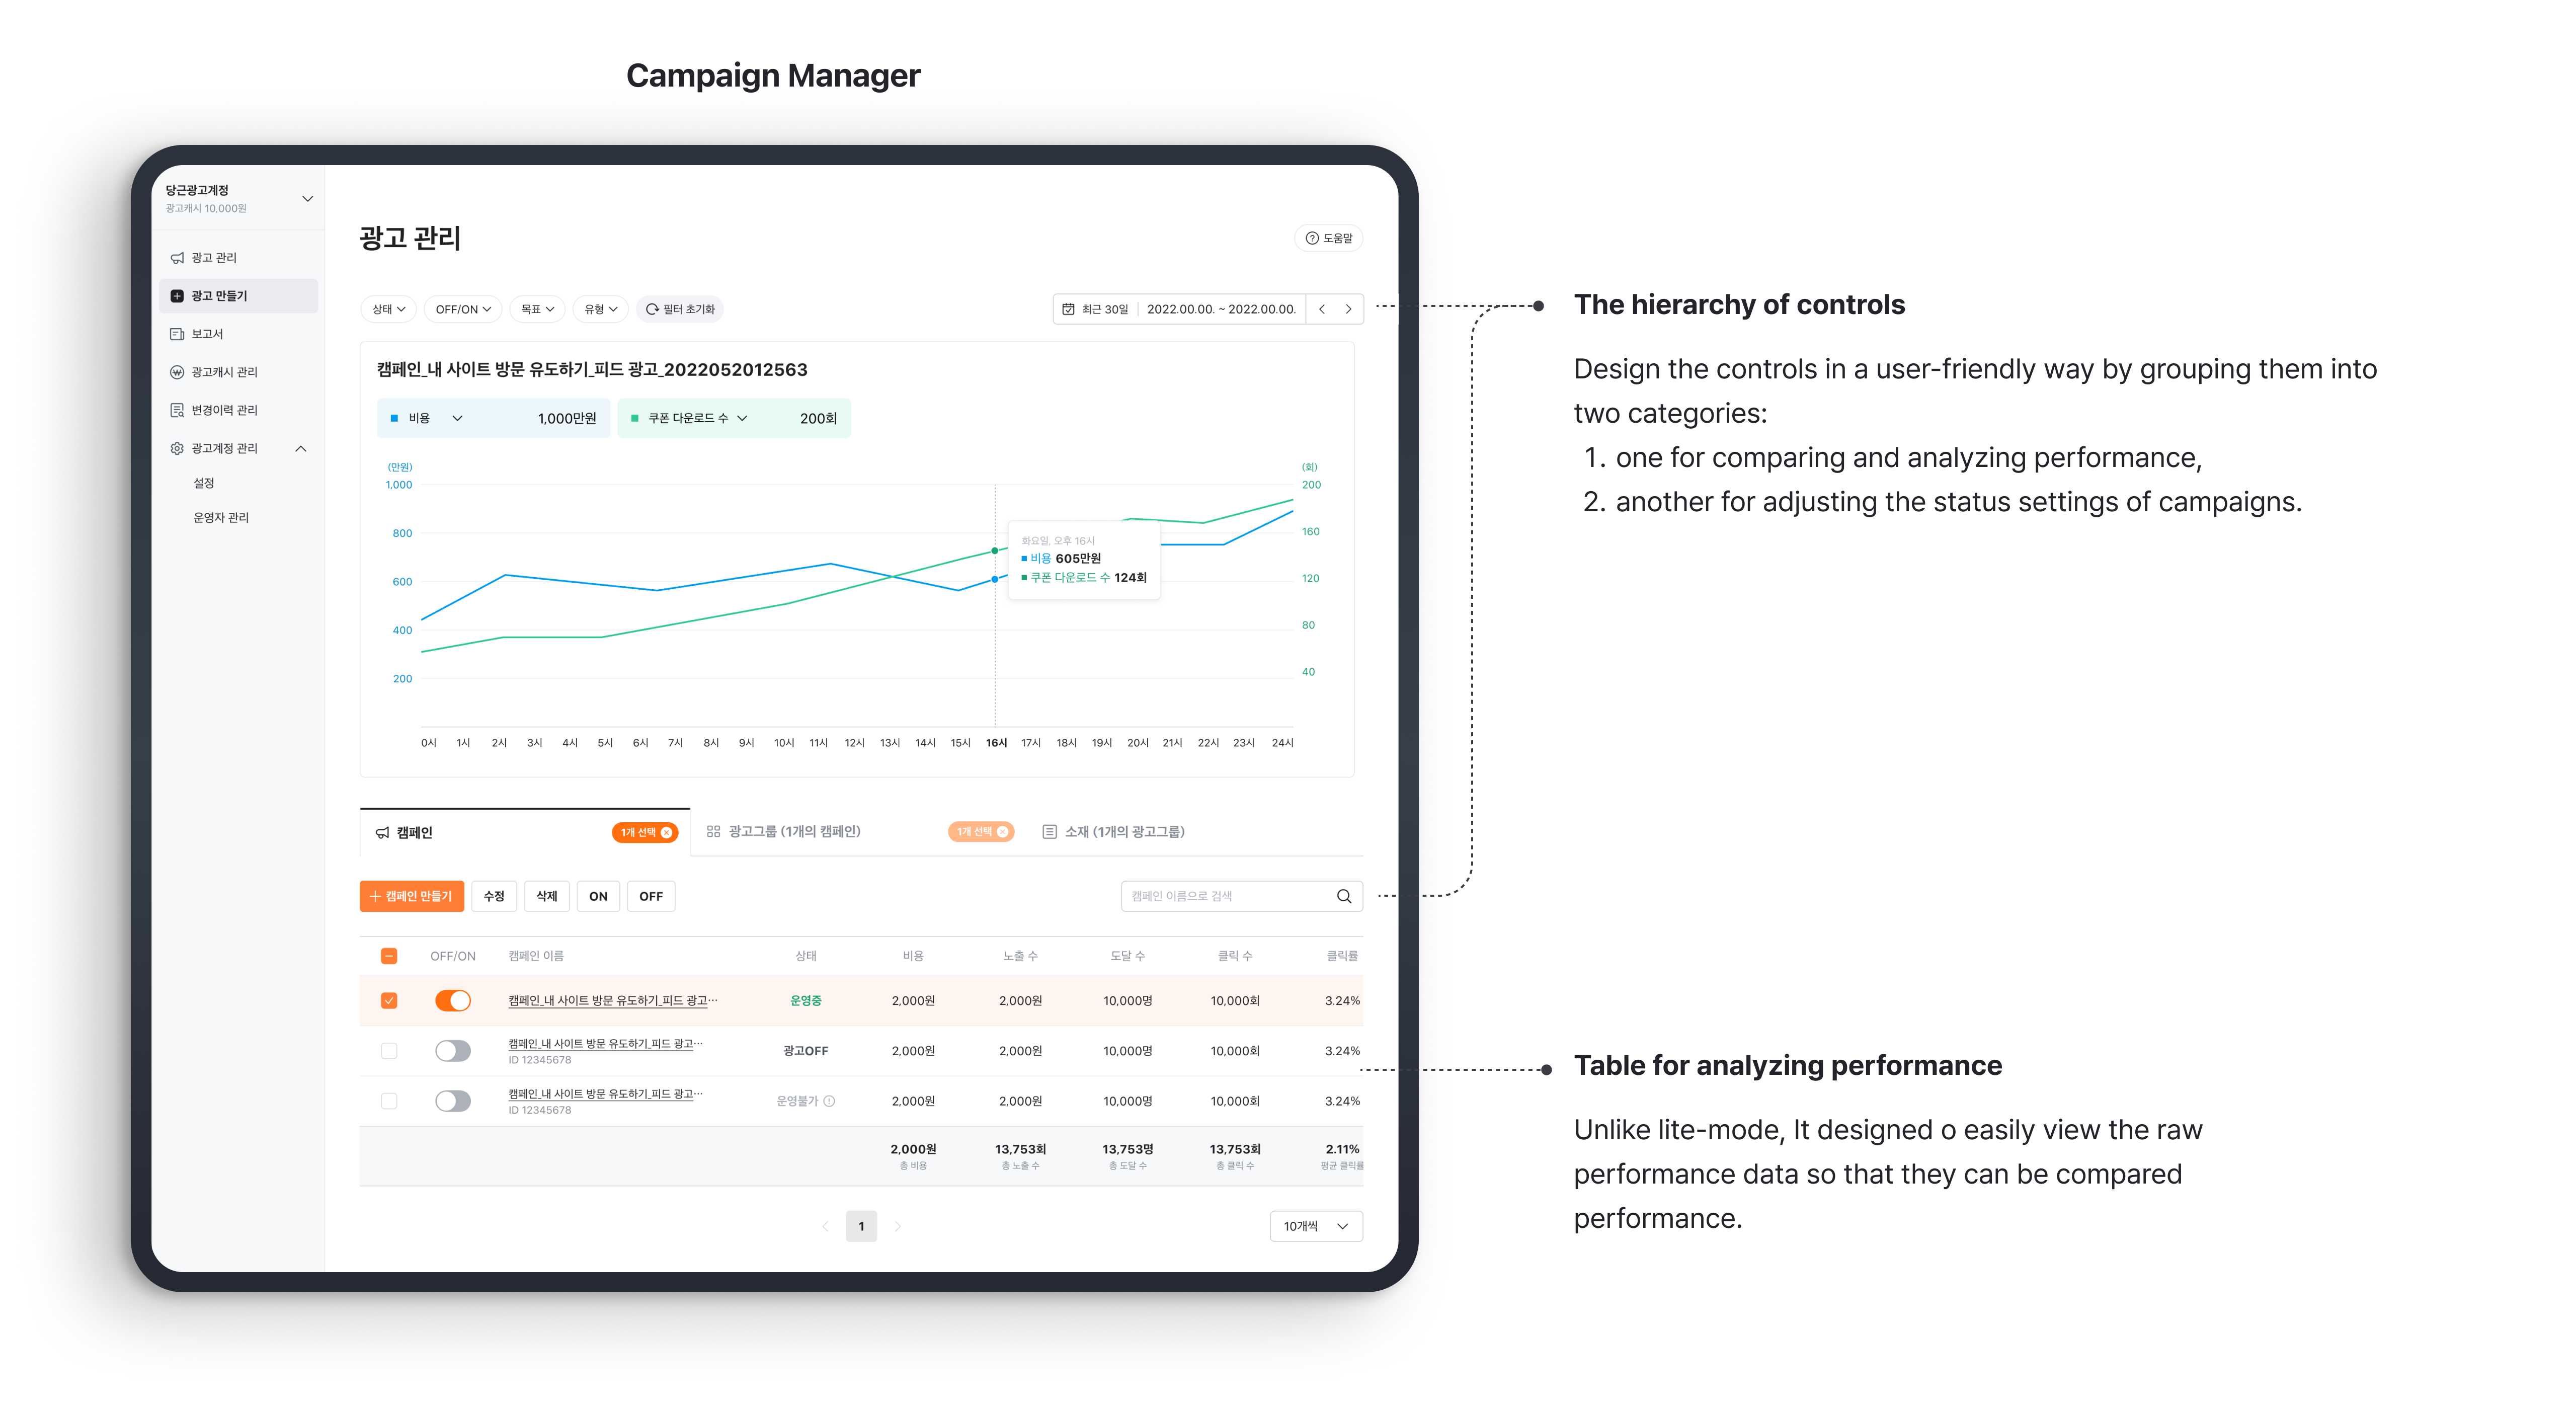 Campaign Manager
당근광고계정
광고캐시 10,000원
광고 관리
광고 만들기
보고서
광고캐시 관리
변경이력 관리
광고계정 관리
설정
운영자 관리
광고 관리
도움말
상태 OFF/ON 목표 유형 필터 초기화
최근 30일 2022.00.00. ~ 2022.00.00.
캠페인_내 사이트 방문 유도하기_피드 광고_2022052012563
비용 1,000만원 쿠폰 다운로드 수 200회
(만원) (회)
1,000 200
800 160
600 120
400 80
200 40
화요일, 오후 16시
비용 605만원
쿠폰 다운로드 수 124회
0시 1시 2시 3시 4시 5시 6시 7시 8시 9시 10시 11시 12시 13시 14시 15시 16시 17시 18시 19시 20시 21시 22시 23시 24시
캠페인 1개 선택 광고그룹 (1개의 캠페인) 1개 선택 소재 (1개의 광고그룹)
캠페인 만들기 수정 삭제 ON OFF 캠페인 이름으로 검색
OFF/ON 캠페인 이름 상태 비용 노출 수 도달 수 클릭 수 클릭률
캠페인_내 사이트 방문 유도하기_피드 광고… 운영중 2,000원 2,000원 10,000명 10,000회 3.24%
캠페인_내 사이트 방문 유도하기_피드 광고… 광고OFF 2,000원 2,000원 10,000명 10,000회 3.24%
ID 12345678
캠페인_내 사이트 방문 유도하기_피드 광고… 운영불가 2,000원 2,000원 10,000명 10,000회 3.24%
ID 12345678
2,000원 13,753회 13,753명 13,753회 2.11%
총 비용 총 노출 수 총 도달 수 총 클릭 수 평균 클릭률
1
10개씩
The hierarchy of controls
Design the controls in a user-friendly way by grouping them into
two categories:
1. one for comparing and analyzing performance,
2. another for adjusting the status settings of campaigns.
Table for analyzing performance
Unlike lite-mode, It designed o easily view the raw
performance data so that they can be compared
performance.